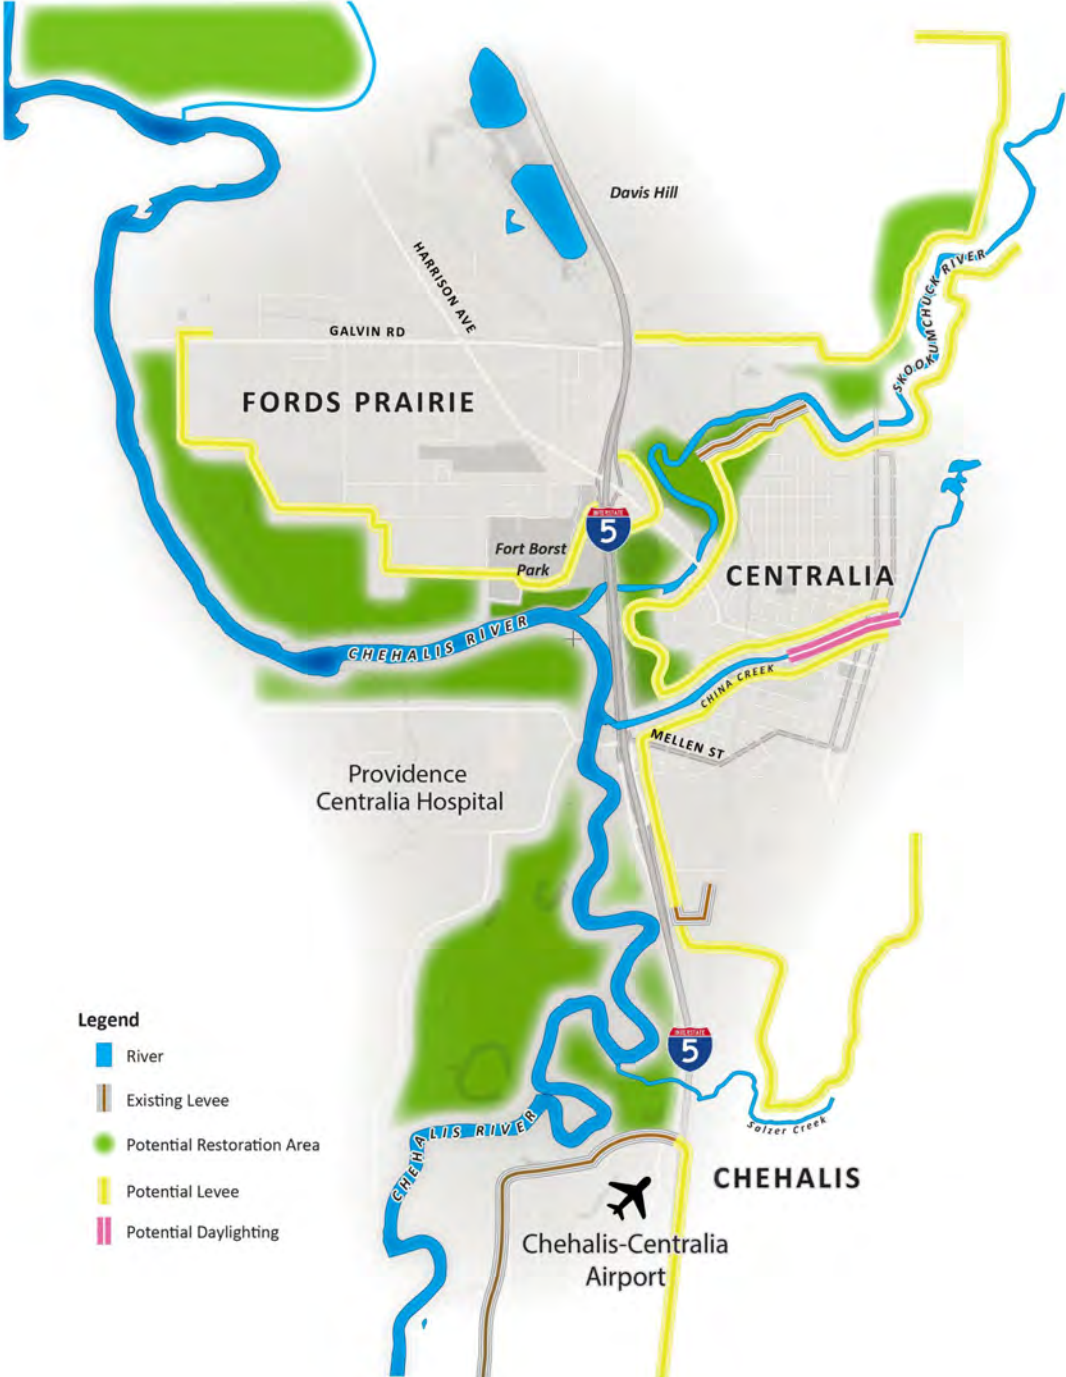 Davis Hill
HARRISON AVE
SKOOKUMCHUCK RIVER
GALVIN RD
FORDS PRAIRIE
INTERSTATE
5
Fort Borst
Park
CENTRALIA
CHEHALIS RIVER
CHINA CREEK
MELLEN ST
Providence
Centralia Hospital
Legend
River
Existing Levee
Potential Restoration Area
Potential Levee
Potential Daylighting
INTERSTATE
5
CHEHALIS RIVER
Salzer Creek
CHEHALIS
Chehalis-Centralia
Airport